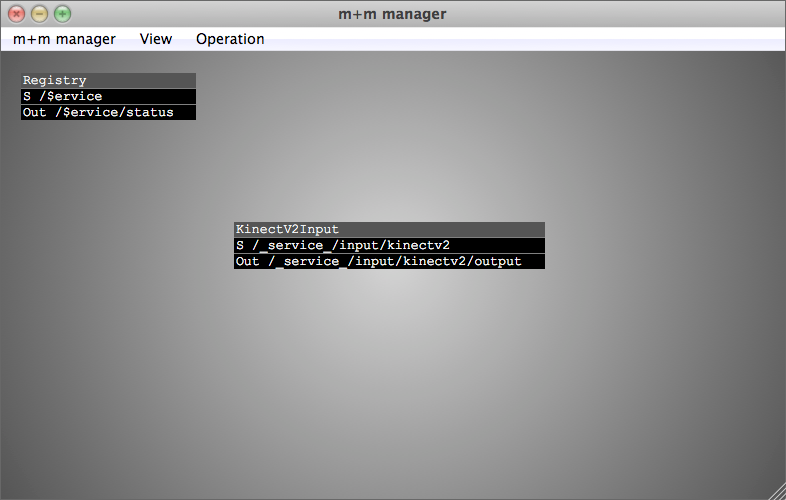 m+m manager
m+m manager View Operation
Registry
S /$ervice
Out /$ervice/status
KinectV2Input
S /_service_/input/kinectv2
Out /_service_/input/kinectv2/output